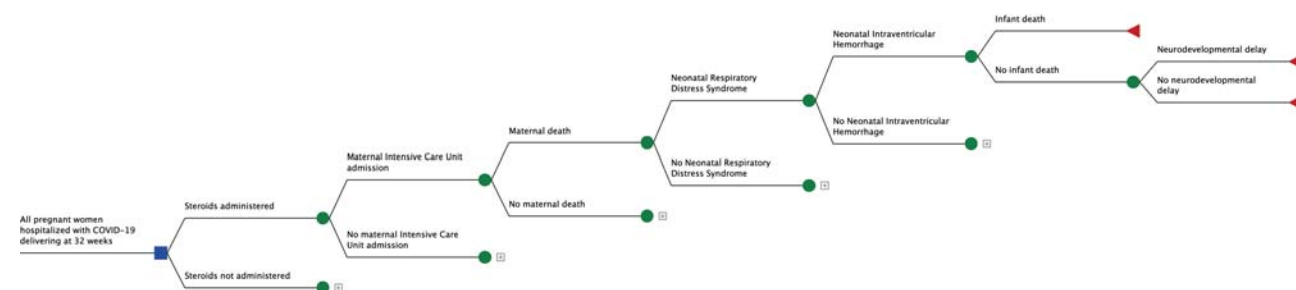 All pregnant women
hospitalized with COVID-19
delivering at 32 weeks
Steroids administered
Steroids not administered
Maternal Intensive Care Unit
admission
No maternal Intensive Care
Unit admission
Maternal death
No maternal death
Neonatal Respiratory
Distress Syndrome
No Neonatal Respiratory
Distress Syndrome
Neonatal Intraventricular
Hemorrhage
No Neonatal Intraventricular
Hemorrhage
Infant death
No infant death
Neurodevelopmental delay
No neurodevelopmental
delay